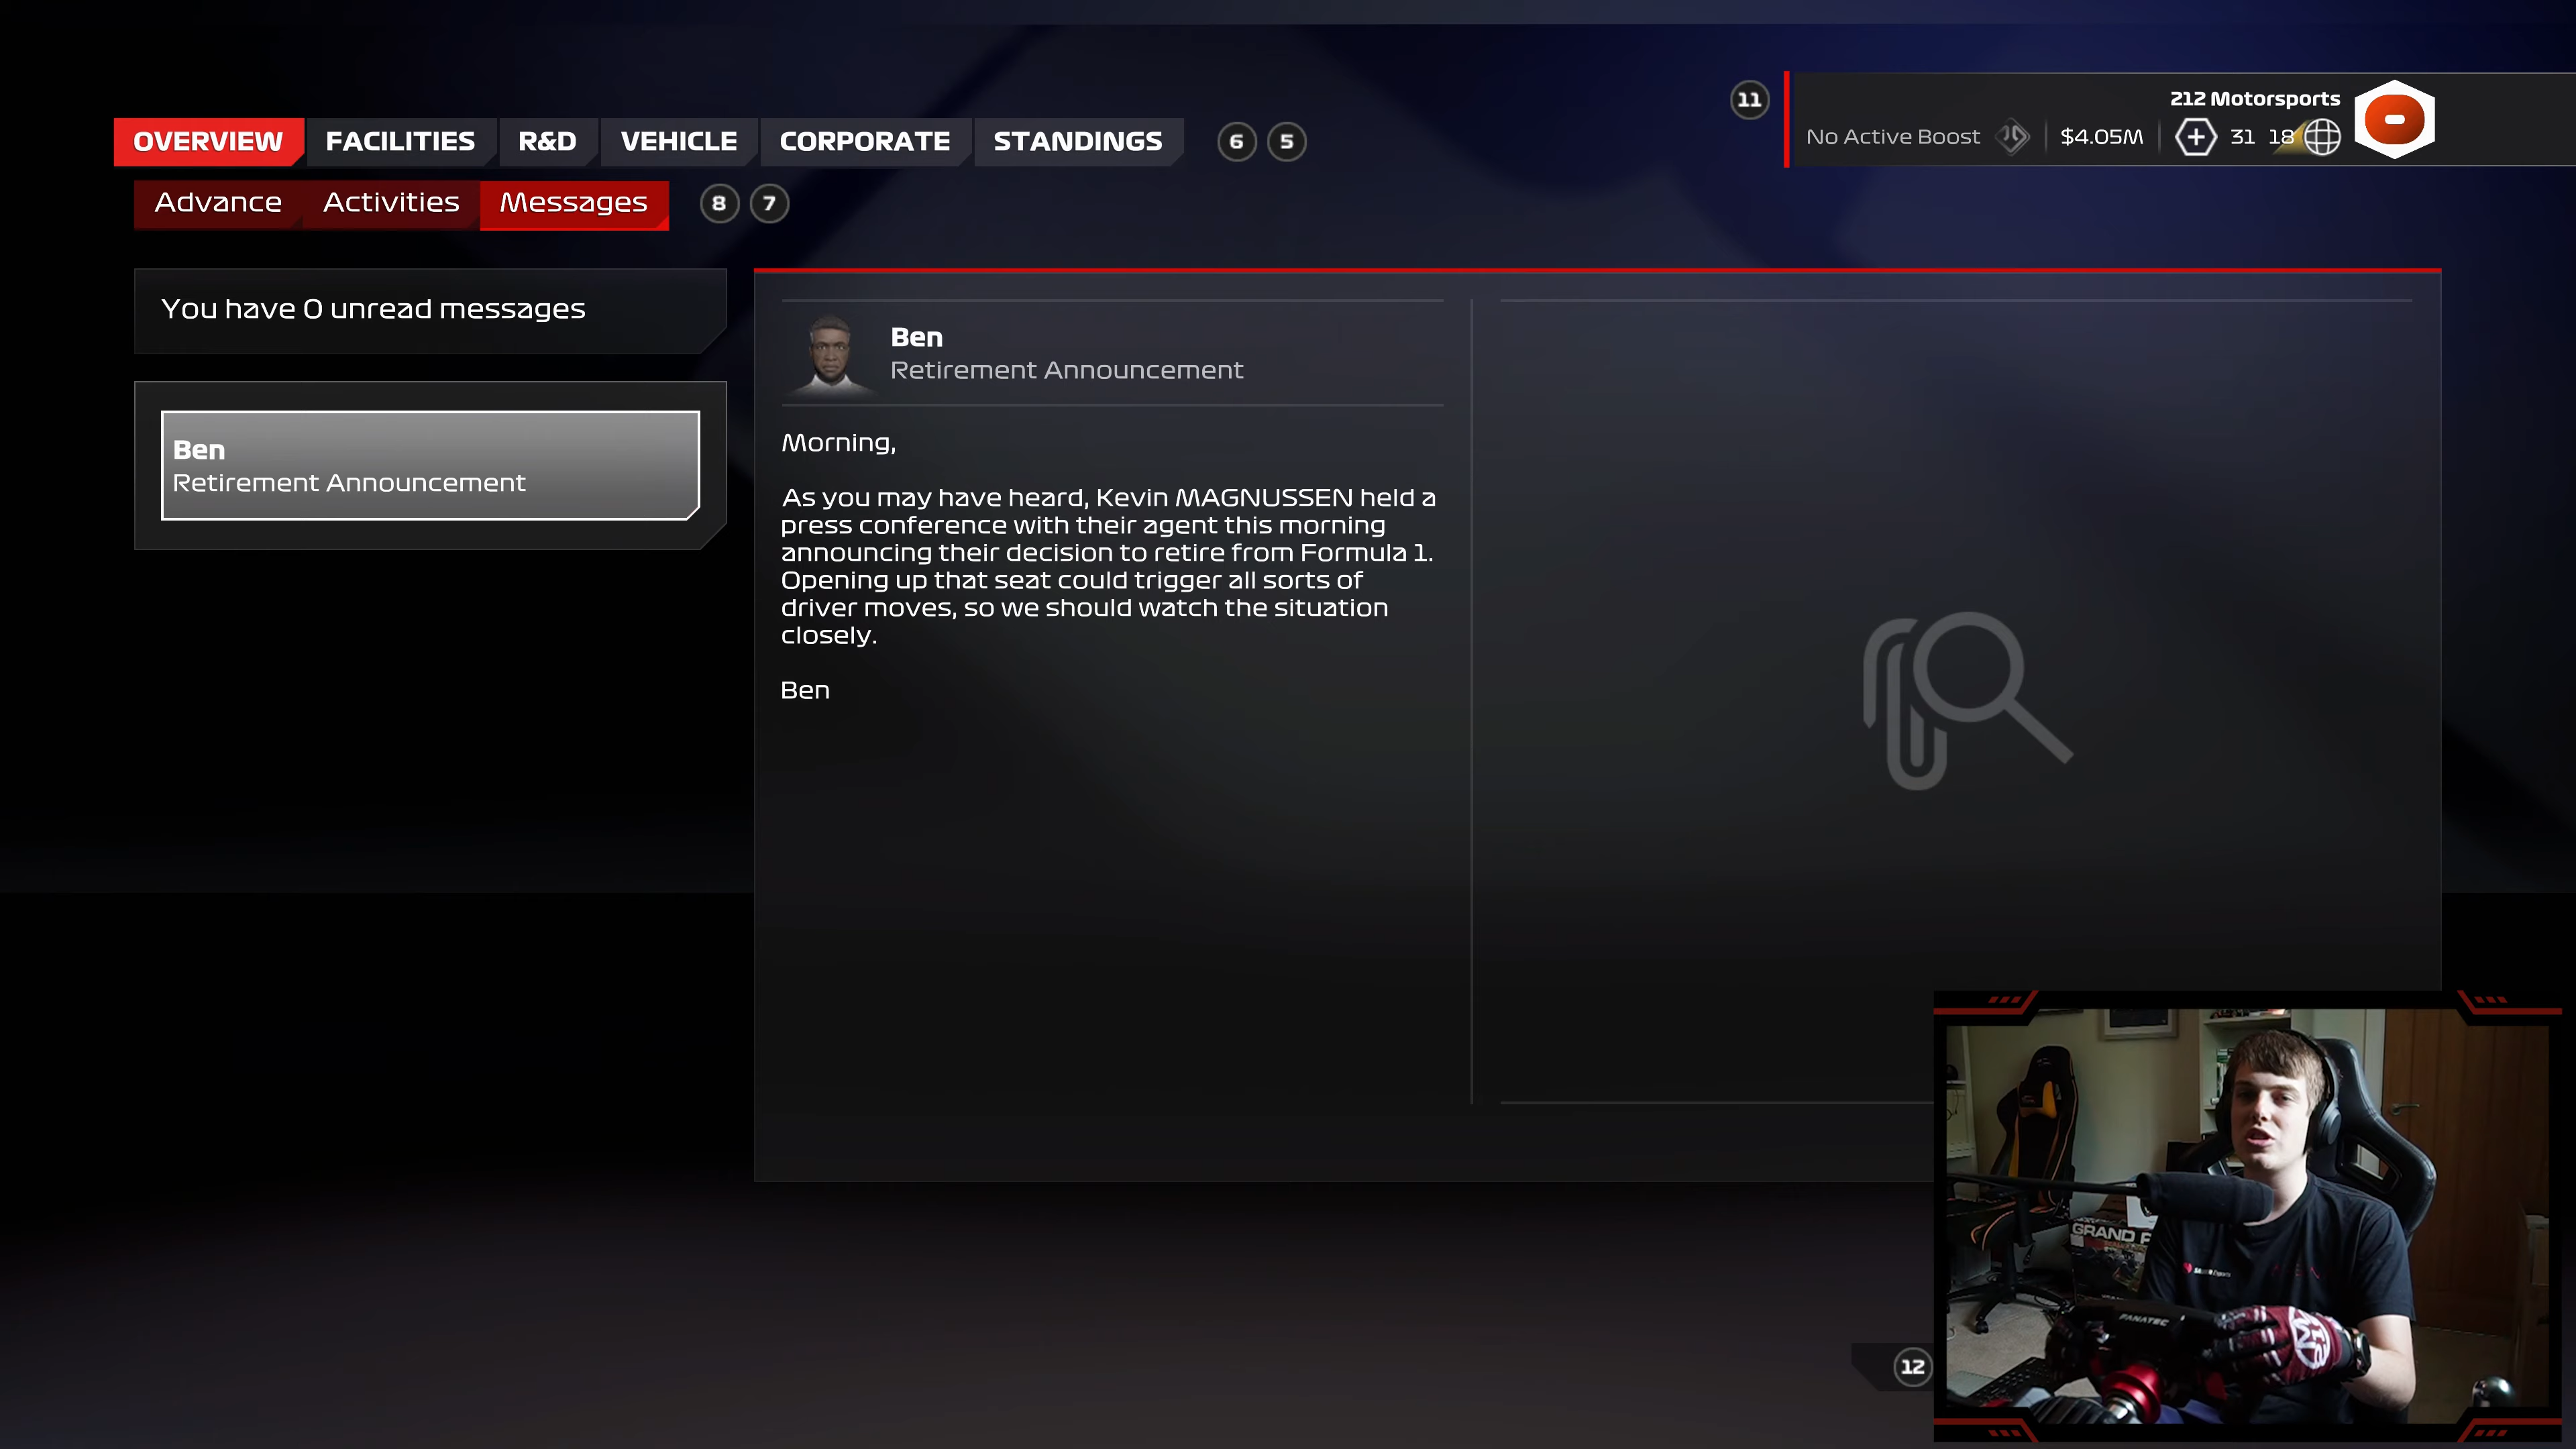 11
212 Motorsports
No Active Boost $4.05M 31 18
OVERVIEW FACILITIES R&D VEHICLE CORPORATE STANDINGS 6 5
Advance Activities Messages 8 7
You have 0 unread messages
Ben
Retirement Announcement
Ben
Retirement Announcement
Morning,
As you may have heard, Kevin MAGNUSSEN held a
press conference with their agent this morning
announcing their decision to retire from Formula 1.
Opening up that seat could trigger all sorts of
driver moves, so we should watch the situation
closely.
Ben
12
GRAND
FANATEC